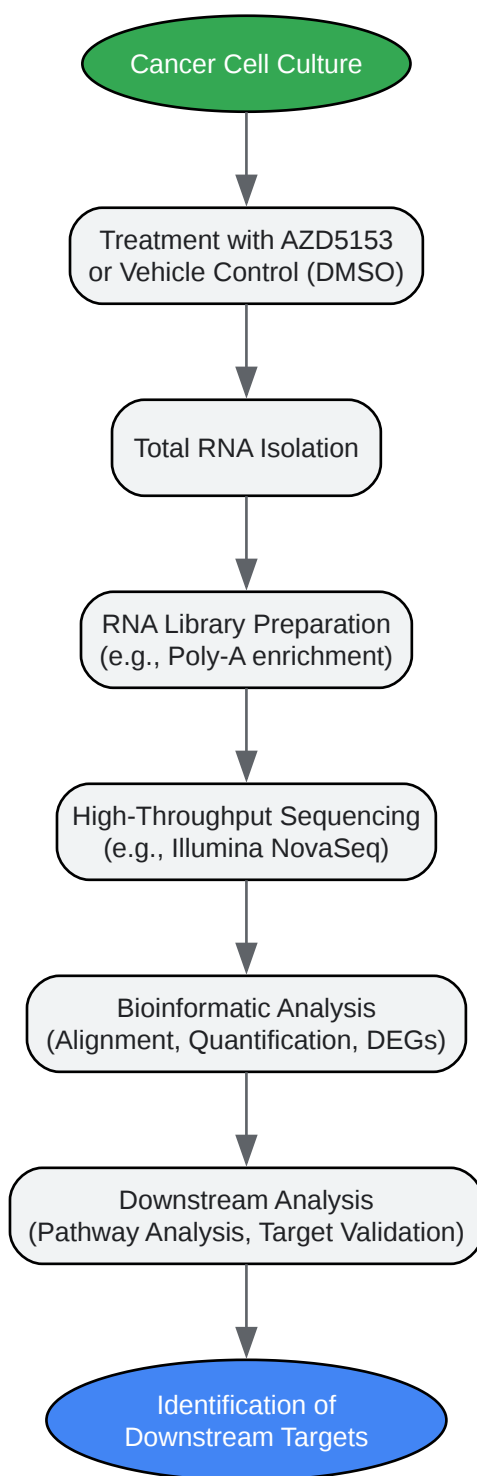 Cancer Cell Culture
Treatment with AZD5153
or Vehicle Control (DMSO)
Total RNA Isolation
RNA Library Preparation
(e.g., Poly-A enrichment)
High-Throughput Sequencing
(e.g., Illumina NovaSeq)
Bioinformatic Analysis
(Alignment, Quantification, DEGs)
Downstream Analysis
(Pathway Analysis, Target Validation)
Identification of
Downstream Targets